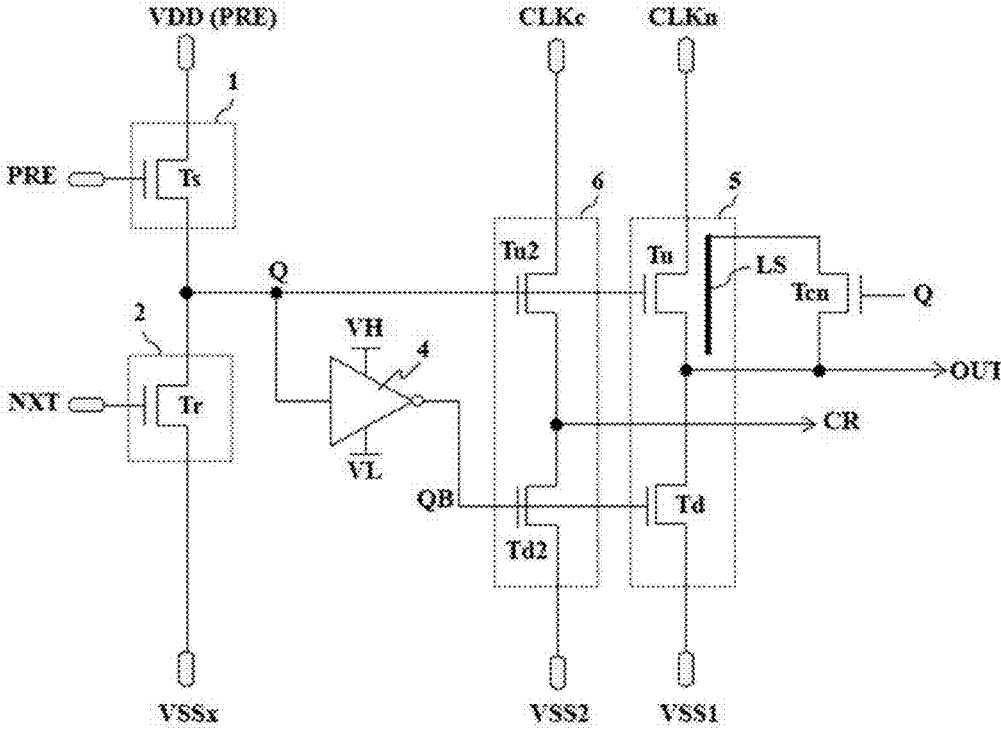 VDD (PRE)
CLKc
CLKn
1
PRE
Ts
6
5
Tu2
Tu
LS
Tcn
Q
Q
2
VH
4
NXT
Tr
OUT
CR
VL
QB
Td
Td2
VSSx
VSS2
VSS1